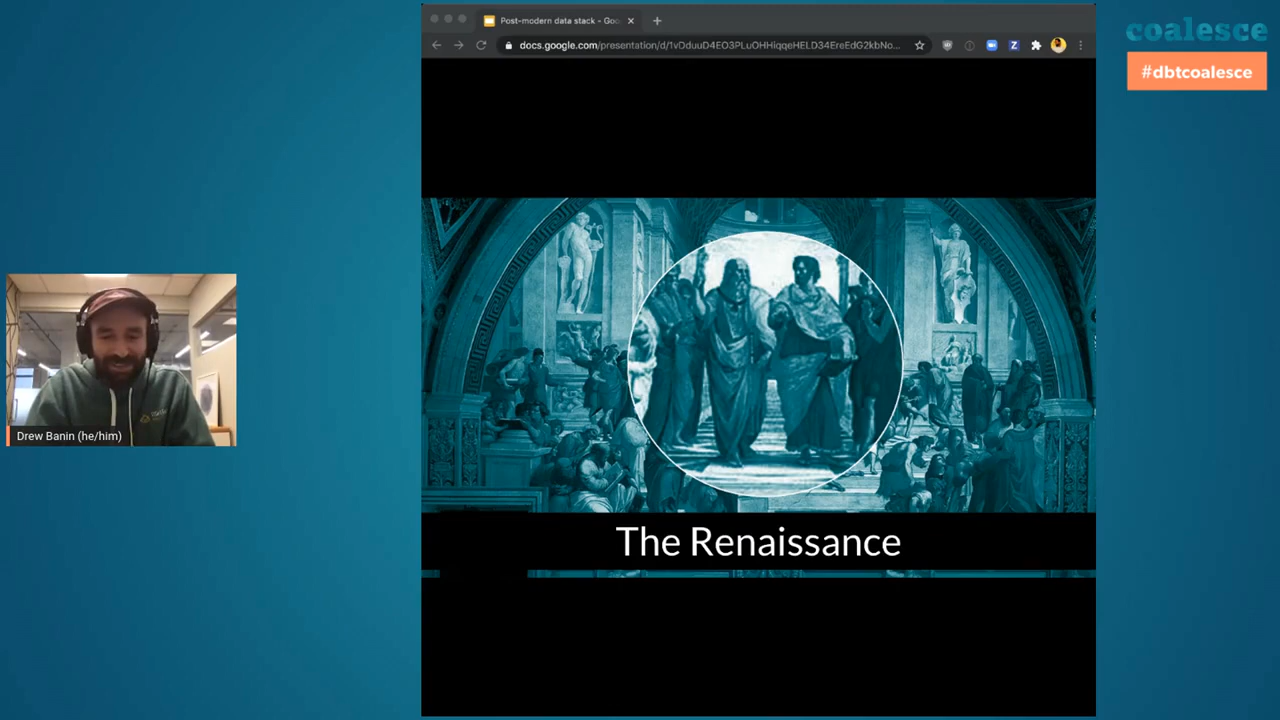 Post-modern data stack - Goo
docs.google.com/presentation/d/1vDduuD4EO3PLuOHHiqqeHELD34EreEdG2kbNo...
coalesce
#dbtcoalesce
Drew Banin (he/him)
The Renaissance